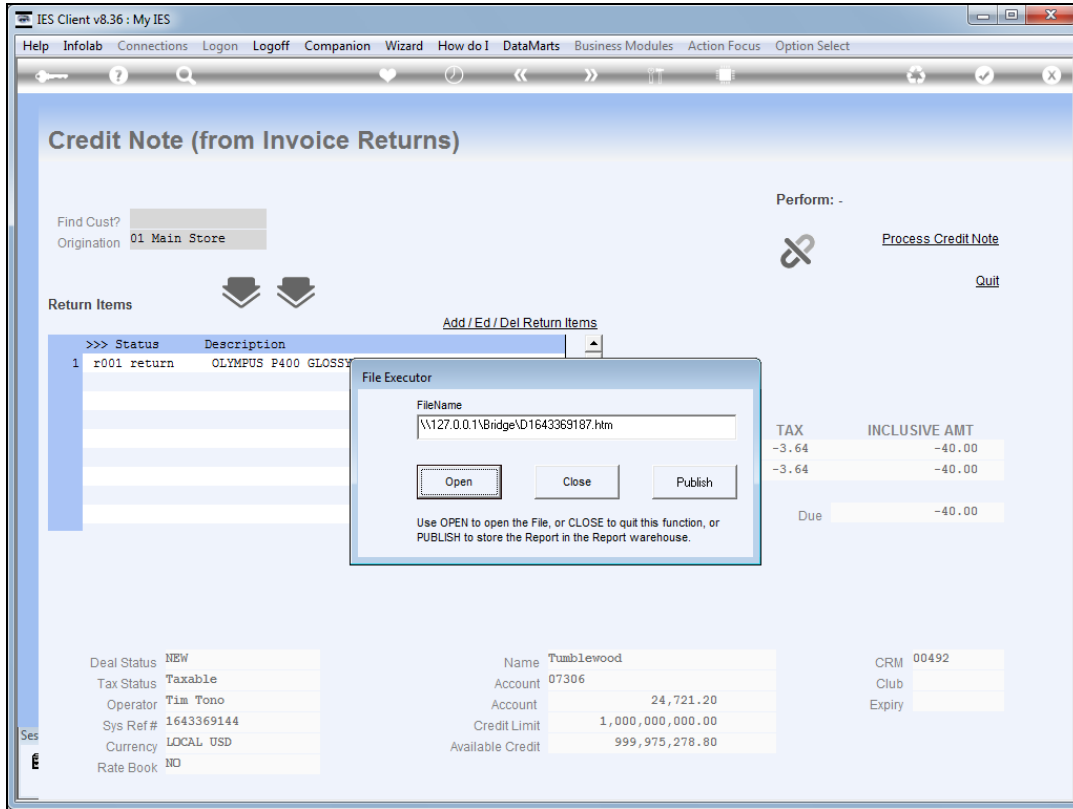 IES Client v8.36 : My IES
Help Infolab Connections Logon Logoff Companion Wizard How do I DataMarts Business Modules Action Focus Option Select
Credit Note (from Invoice Returns)
Perform: -
Find Cust?
Origination 01 Main Store
Process Credit Note
Quit
Return Items
Add / Ed / Del Return Items
>>> Status Description
1 r001 return OLYMPUS P400 GLOSSY
File Executor
FileName
\\127.0.0.1\Bridge\D1643369187.htm
Open Close Publish
Use OPEN to open the File, or CLOSE to quit this function, or
PUBLISH to store the Report in the Report warehouse.
TAX INCLUSIVE AMT
-3.64 -40.00
-3.64 -40.00
Due -40.00
Deal Status NEW Name Tumblewood CRM 00492
Tax Status Taxable Account 07306 Club
Operator Tim Tono Account 24,721.20 Expiry
Sys Ref # 1643369144 Credit Limit 1,000,000,000.00
Currency LOCAL USD Available Credit 999,975,278.80
Rate Book NO
Ses